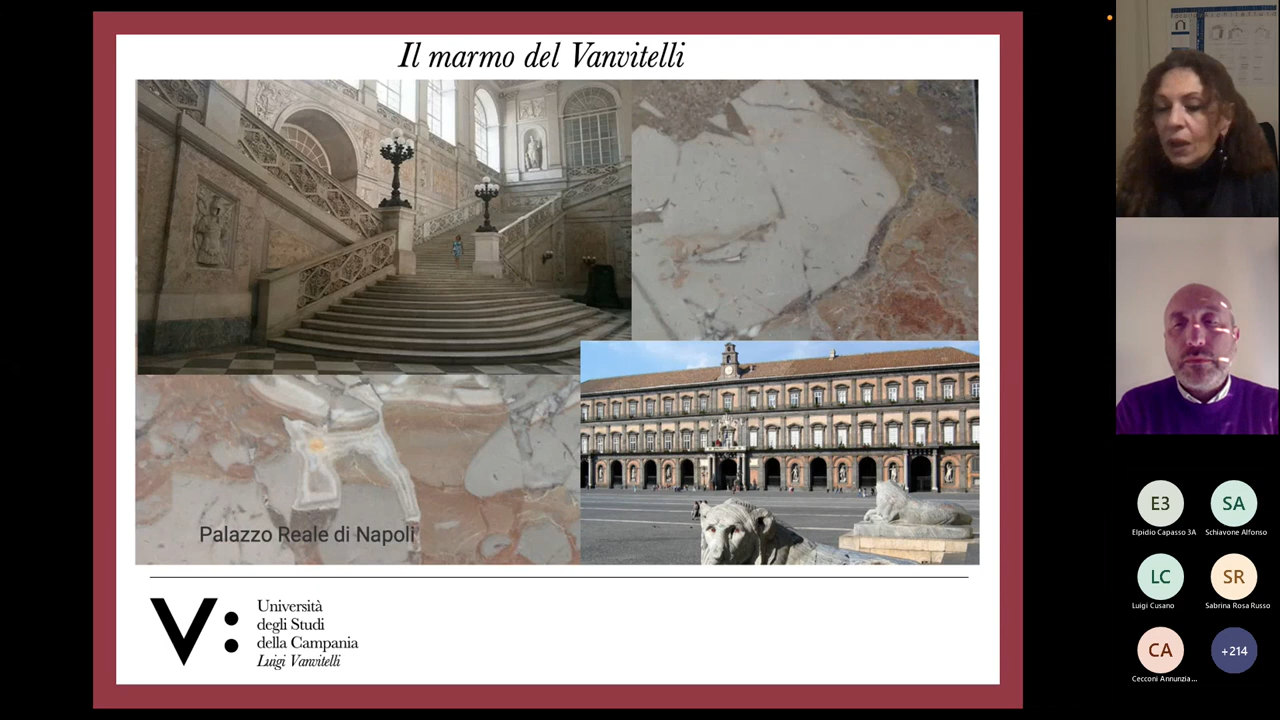 Il marmo del Vanvitelli
Palazzo Reale di Napoli
V:
Università
degli Studi
della Campania
Luigi Vanvitelli
E3
Elpidio Capasso 3A
SA
Schiavone Alfonso
LC
Luigi Cusano
SR
Sabrina Rosa Russo
CA
Cecconi Annunzia...
+214